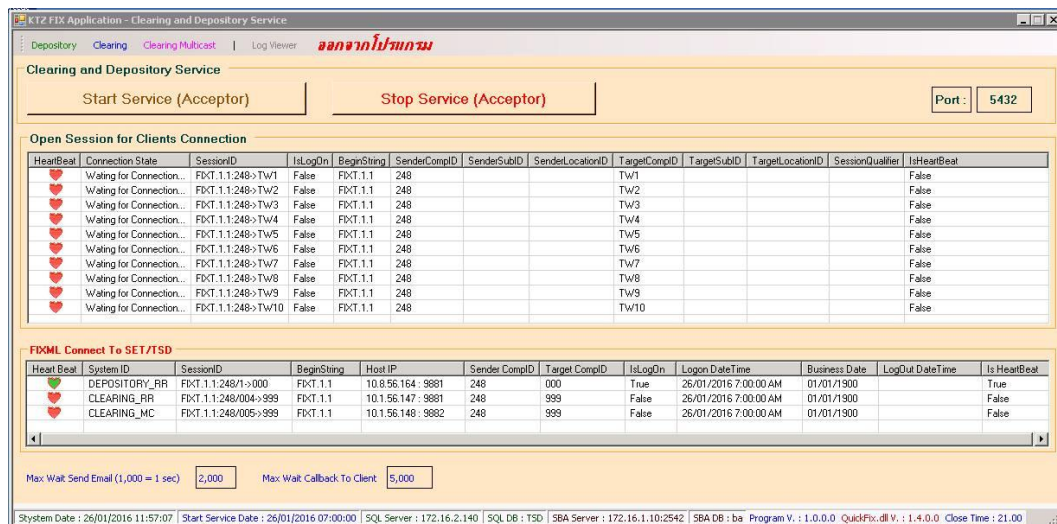 KTZ FIX Application - Clearing and Depository Service
Depository Clearing Clearing Multicast | Log Viewer ออกจากโปรแกรม
Clearing and Depository Service
Start Service (Acceptor) Stop Service (Acceptor) Port : 5432
Open Session for Clients Connection
HeartBeat Connection State SessionID IsLogOn BeginString SenderCompID SenderSubID SenderLocationID TargetCompID TargetSubID TargetLocationID SessionQualifier IsHeartBeat
Wating for Connection... FIXT.1.1:248->TW1 False FIXT.1.1 248 TW1 False
Wating for Connection... FIXT.1.1:248->TW2 False FIXT.1.1 248 TW2 False
Wating for Connection... FIXT.1.1:248->TW3 False FIXT.1.1 248 TW3 False
Wating for Connection... FIXT.1.1:248->TW4 False FIXT.1.1 248 TW4 False
Wating for Connection... FIXT.1.1:248->TW5 False FIXT.1.1 248 TW5 False
Wating for Connection... FIXT.1.1:248->TW6 False FIXT.1.1 248 TW6 False
Wating for Connection... FIXT.1.1:248->TW7 False FIXT.1.1 248 TW7 False
Wating for Connection... FIXT.1.1:248->TW8 False FIXT.1.1 248 TW8 False
Wating for Connection... FIXT.1.1:248->TW9 False FIXT.1.1 248 TW9 False
Wating for Connection... FIXT.1.1:248->TW10 False FIXT.1.1 248 TW10 False
FIXML Connect To SET/TSD
Heart Beat System ID SessionID BeginString Host IP Sender CompID Target CompID IsLogOn Logon DateTime Business Date LogOut DateTime Is HeartBeat
DEPOSITORY_RR FIXT.1.1:248/1->000 FIXT.1.1 10.8.56.164 : 9881 248 000 True 26/01/2016 7:00:00 AM 01/01/1900 True
CLEARING_RR FIXT.1.1:248/004->999 FIXT.1.1 10.1.56.147 : 9881 248 999 False 26/01/2016 7:00:00 AM 01/01/1900 False
CLEARING_MC FIXT.1.1:248/005->999 FIXT.1.1 10.1.56.148 : 9882 248 999 False 26/01/2016 7:00:00 AM 01/01/1900 False
Max Wait Send Email (1,000 = 1 sec) 2,000 Max Wait Callback To Client 5,000
Stystem Date : 26/01/2016 11:57:07 Start Service Date : 26/01/2016 07:00:00 SQL Server : 172.16.2.140 SQL DB : TSD SBA Server : 172.16.1.10:2542 SBA DB : ba Program V. : 1.0.0.0 QuickFix.dll V. : 1.4.0.0 Close Time : 21.00